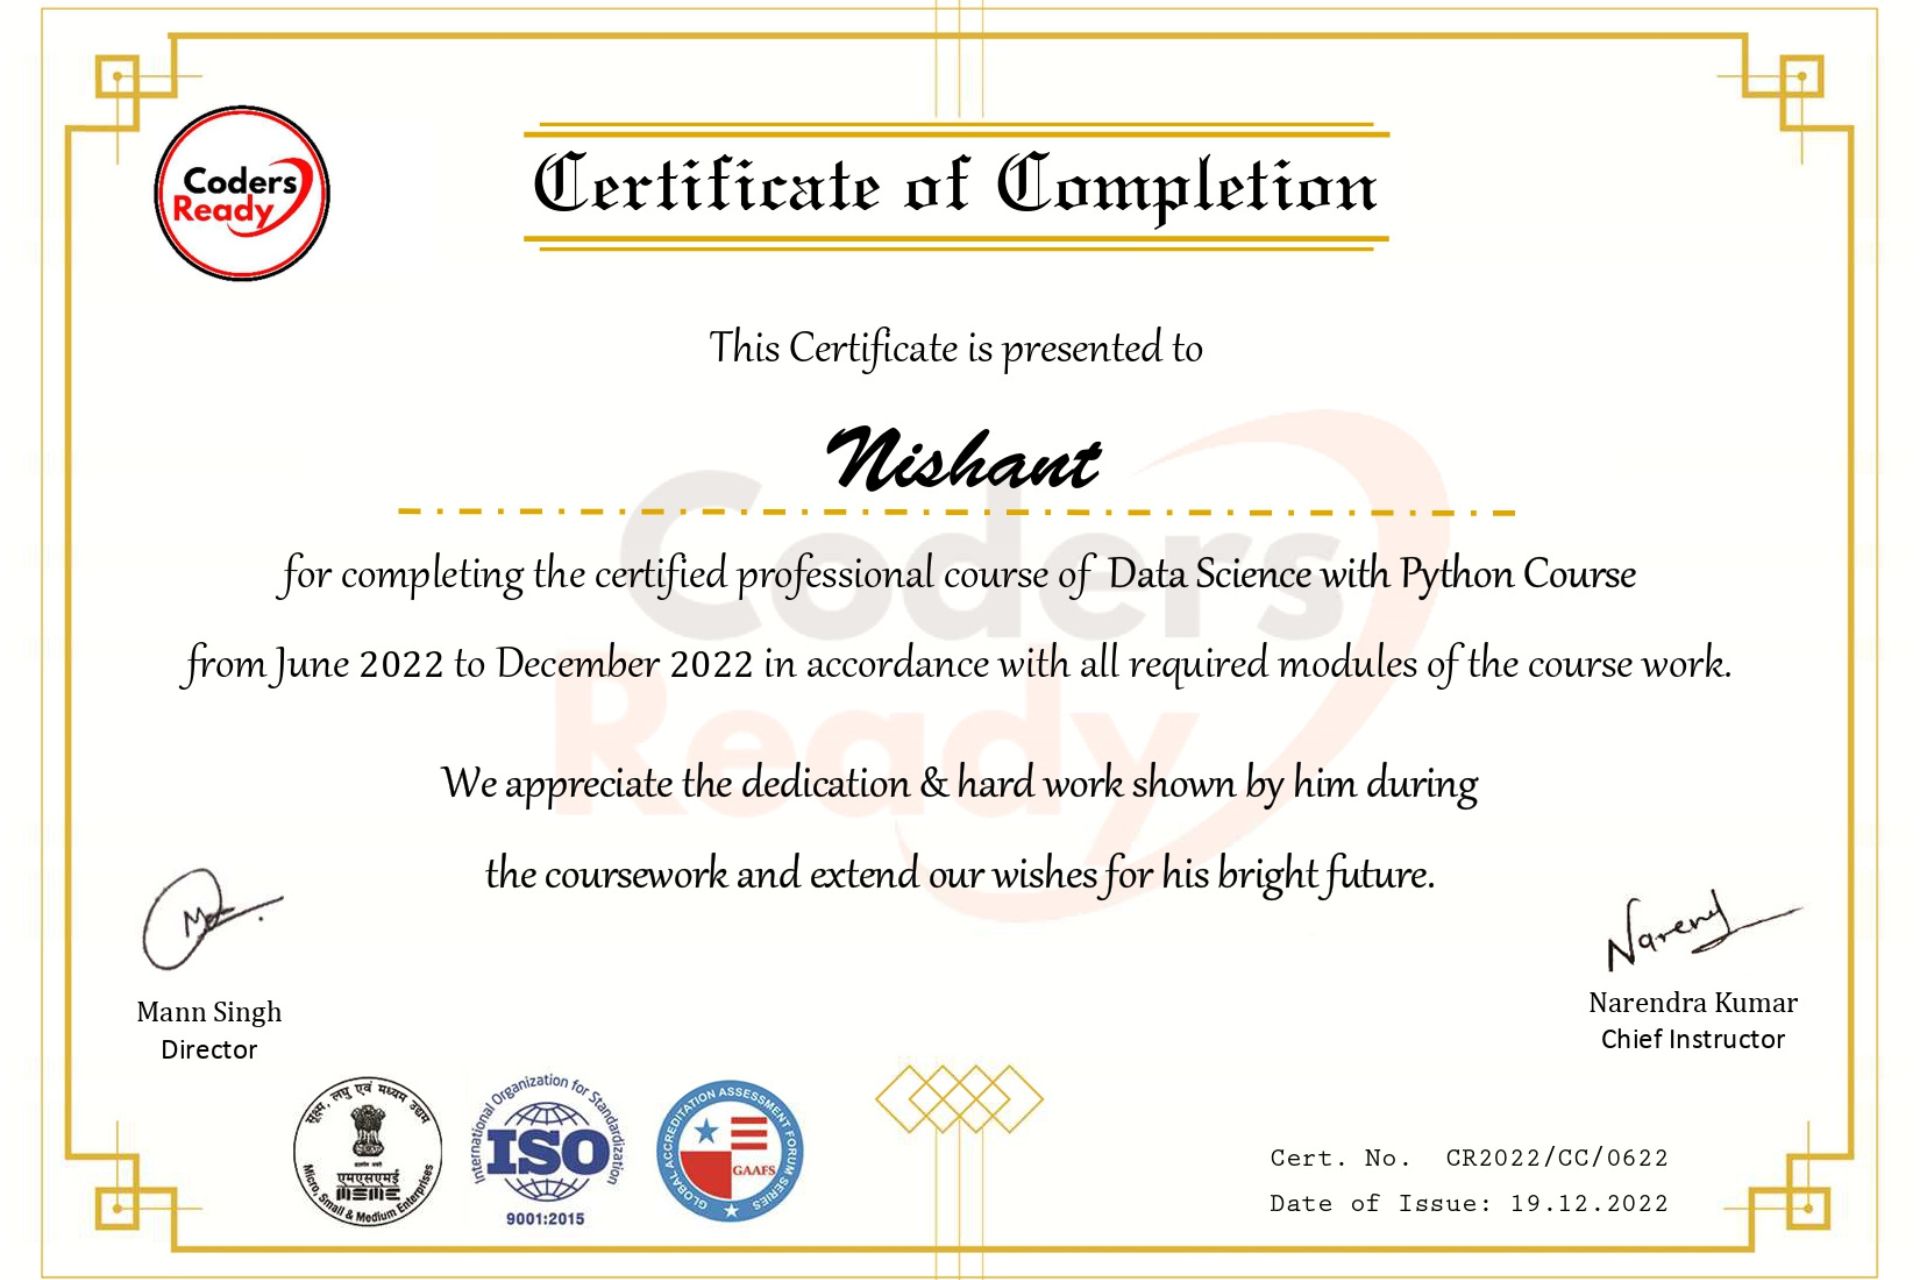 Coders
Ready
Certificate of Completion
This Certificate is presented to
Nishant
for completing the certified professional course of Data Science with Python Course
from June 2022 to December 2022 in accordance with all required modules of the course work.
We appreciate the dedication & hard work shown by him during
the coursework and extend our wishes for his bright future.
Coders
Ready
Mann Singh
Director
Narendra Kumar
Chief Instructor
सूक्ष्म, लघु एवं मध्यम उद्यम
एमएसएमई
Micro, Small & Medium Enterprises
International Organization for Standardization
ISO
9001:2015
GLOBAL ACCREDITATION ASSESSMENT FORUM SERIES
GAAFS
Cert. No. CR2022/CC/0622
Date of Issue: 19.12.2022